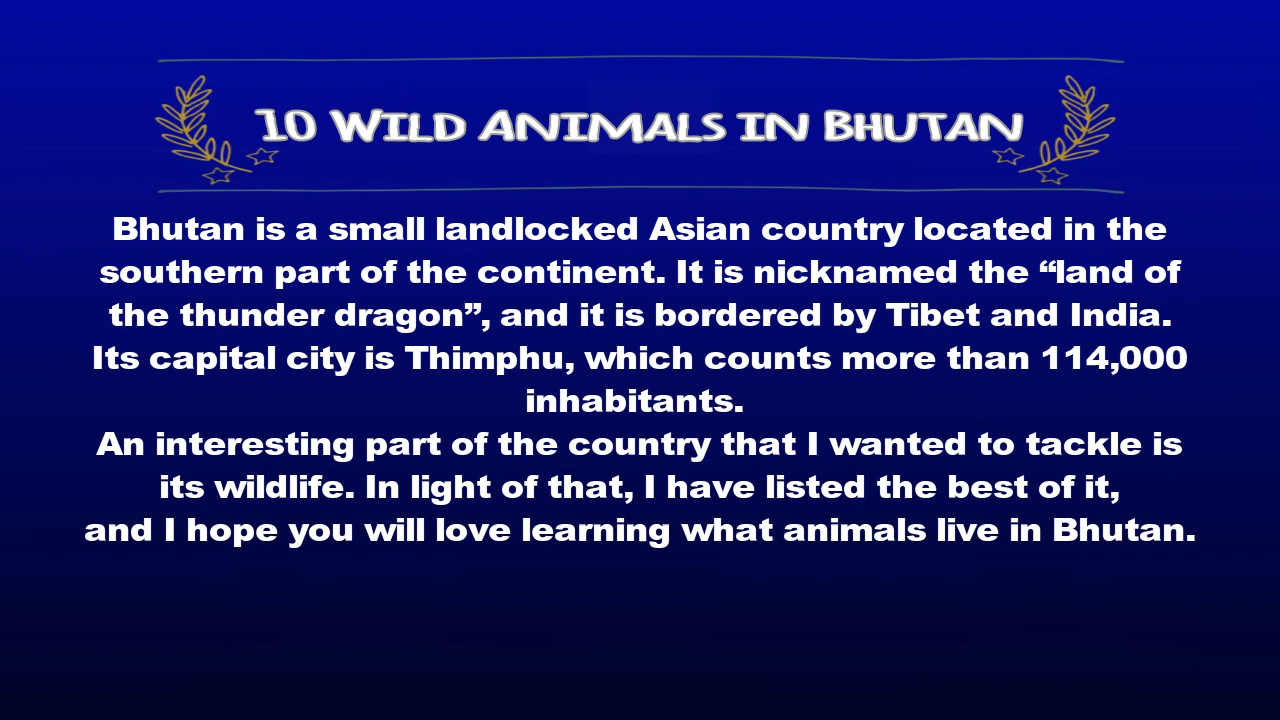 10 WILD ANIMALS IN BHUTAN
Bhutan is a small landlocked Asian country located in the
southern part of the continent. It is nicknamed the “land of
the thunder dragon”, and it is bordered by Tibet and India.
Its capital city is Thimphu, which counts more than 114,000
inhabitants.
An interesting part of the country that I wanted to tackle is
its wildlife. In light of that, I have listed the best of it,
and I hope you will love learning what animals live in Bhutan.